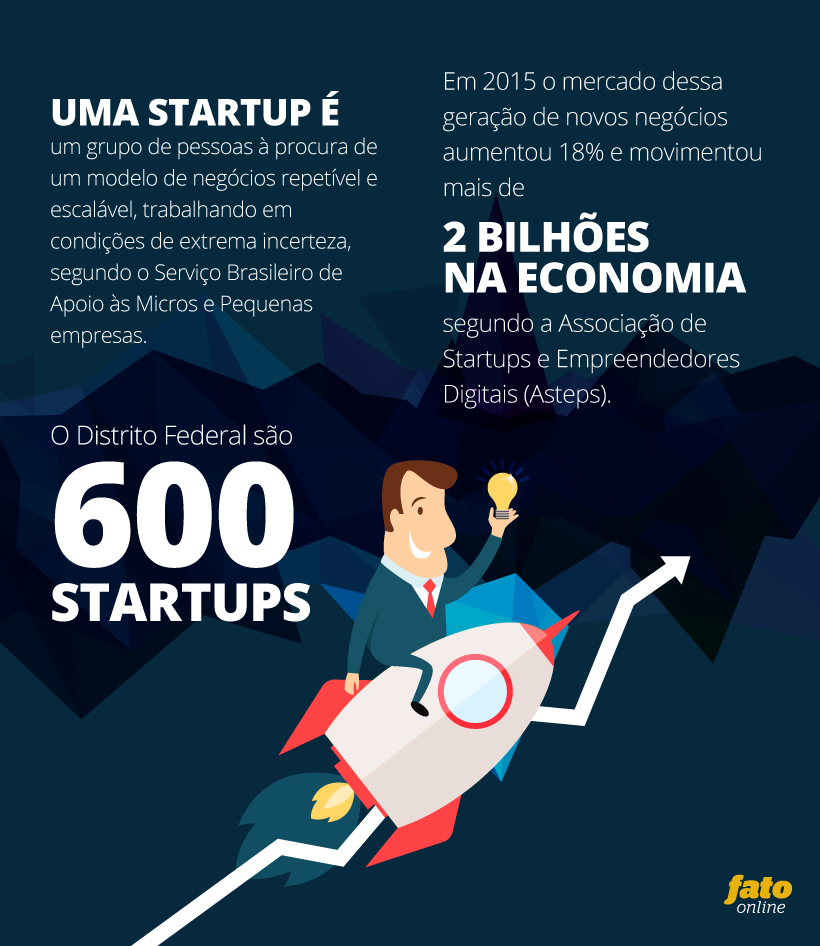 UMA STARTUP É
um grupo de pessoas à procura de
um modelo de negócios repetível e
escalável, trabalhando em
condições de extrema incerteza,
segundo o Serviço Brasileiro de
Apoio às Micros e Pequenas
empresas.
Em 2015 o mercado dessa
geração de novos negócios
aumentou 18% e movimentou
mais de
2 BILHÕES
NA ECONOMIA
segundo a Associação de
Startups e Empreendedores
Digitais (Asteps).
O Distrito Federal são
600
STARTUPS
fato
online